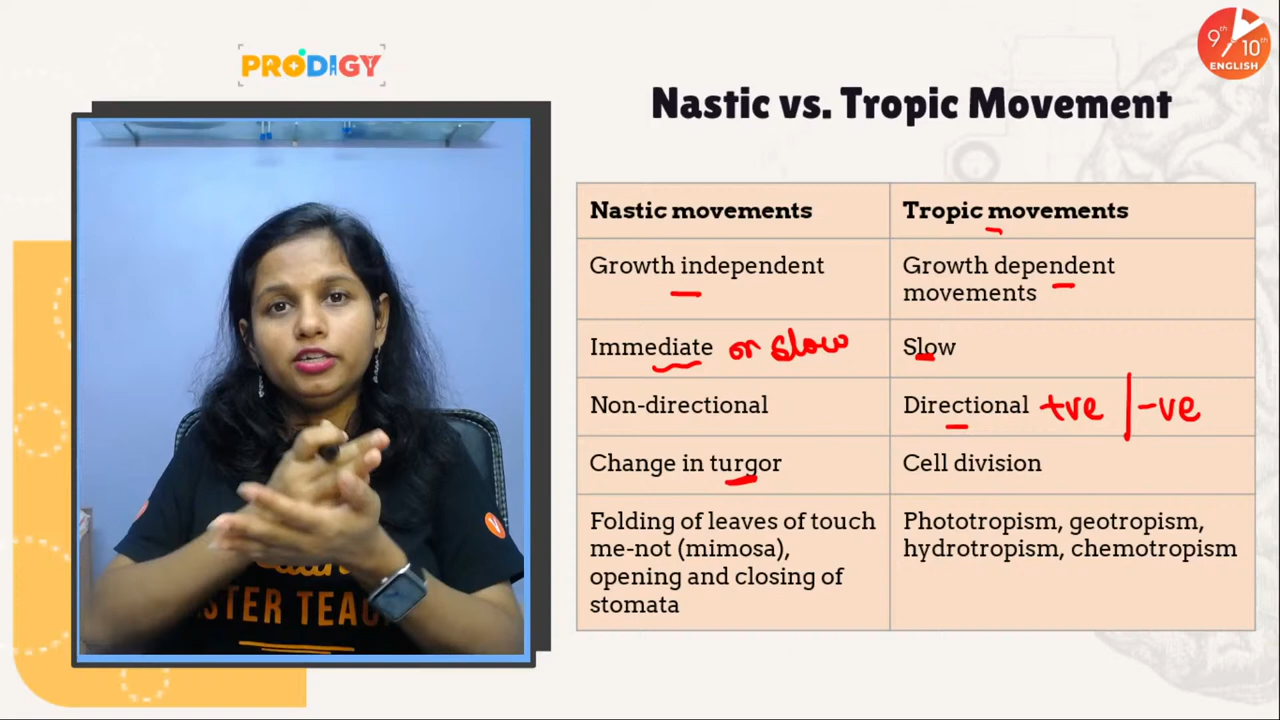 PRODIGY
9th 10th
ENGLISH
Nastic vs. Tropic Movement
Nastic movements
Tropic movements
Growth independent
Growth dependent
movements
Immediate or slow
Slow
Non-directional
Directional +ve | -ve
Change in turgor
Cell division
Folding of leaves of touch
me-not (mimosa),
opening and closing of
stomata
Phototropism, geotropism,
hydrotropism, chemotropism